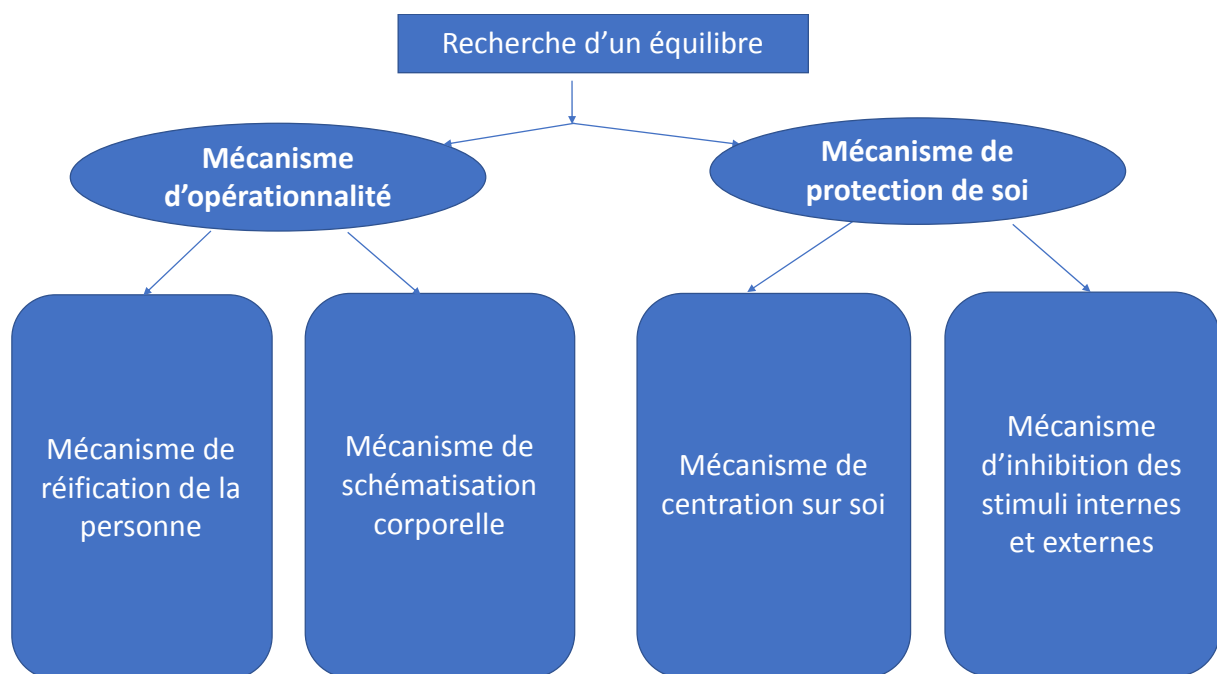 Recherche d’un équilibre
Mécanisme
d’opérationnalité
Mécanisme de
protection de soi
Mécanisme de
réification de la
personne
Mécanisme de
schématisation
corporelle
Mécanisme de
centration sur soi
Mécanisme
d’inhibition des
stimuli internes
et externes